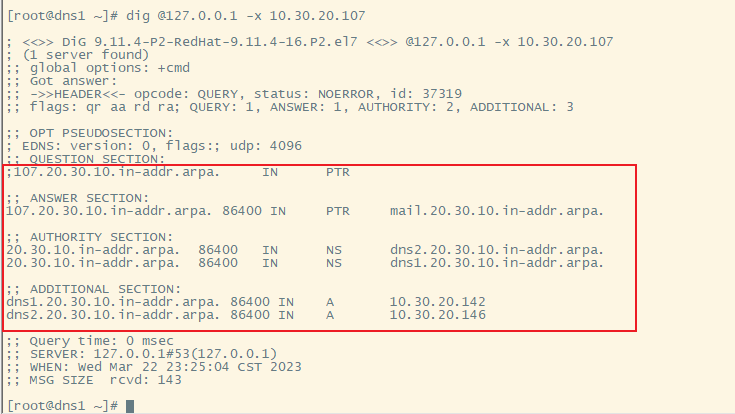 [root@dns1 ~]# dig @127.0.0.1 -x 10.30.20.107
; <<>> DiG 9.11.4-P2-RedHat-9.11.4-16.P2.el7 <<>> @127.0.0.1 -x 10.30.20.107
; (1 server found)
;; global options: +cmd
;; Got answer:
;; ->>HEADER<<- opcode: QUERY, status: NOERROR, id: 37319
;; flags: qr aa rd ra; QUERY: 1, ANSWER: 1, AUTHORITY: 2, ADDITIONAL: 3
;; OPT PSEUDOSECTION:
; EDNS: version: 0, flags:; udp: 4096
;; QUESTION SECTION:
;107.20.30.10.in-addr.arpa. IN PTR
;; ANSWER SECTION:
107.20.30.10.in-addr.arpa. 86400 IN PTR mail.20.30.10.in-addr.arpa.
;; AUTHORITY SECTION:
20.30.10.in-addr.arpa. 86400 IN NS dns2.20.30.10.in-addr.arpa.
20.30.10.in-addr.arpa. 86400 IN NS dns1.20.30.10.in-addr.arpa.
;; ADDITIONAL SECTION:
dns1.20.30.10.in-addr.arpa. 86400 IN A 10.30.20.142
dns2.20.30.10.in-addr.arpa. 86400 IN A 10.30.20.146
;; Query time: 0 msec
;; SERVER: 127.0.0.1#53(127.0.0.1)
;; WHEN: Wed Mar 22 23:25:04 CST 2023
;; MSG SIZE rcvd: 143
[root@dns1 ~]#